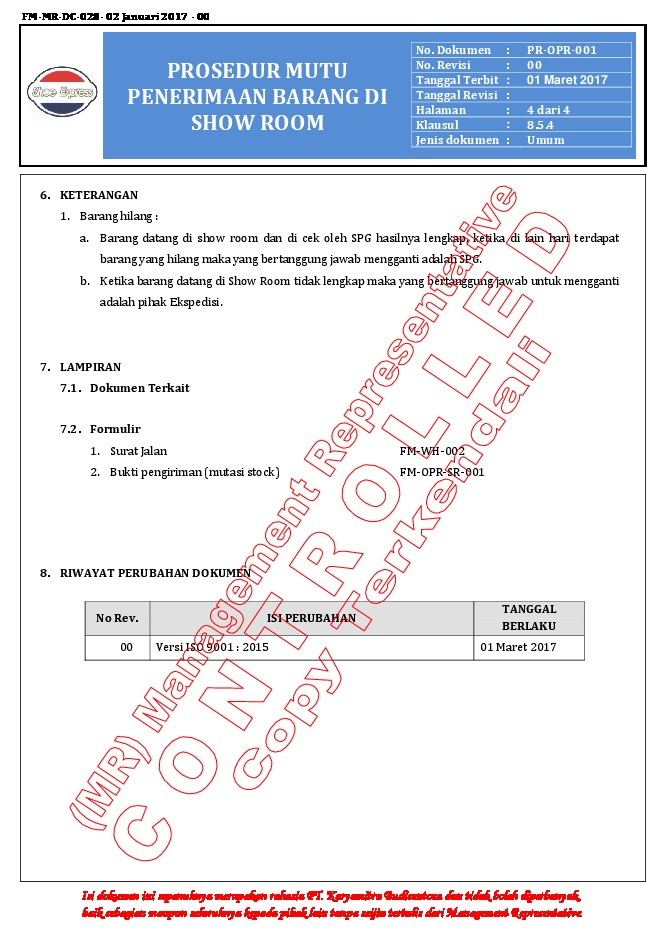 FM-MR-DC-028- 02 Januari 2017 - 00
Shoe Express
PROSEDUR MUTU
PENERIMAAN BARANG DI
SHOW ROOM
No. Dokumen : PR-OPR-001
No. Revisi : 00
Tanggal Terbit : 01 Maret 2017
Tanggal Revisi :
Halaman : 4 dari 4
Klausul : 8.5.4
Jenis dokumen : Umum
6. KETERANGAN
1. Barang hilang :
a. Barang datang di show room dan di cek oleh SPG hasilnya lengkap, ketika di lain hari terdapat
barang yang hilang maka yang bertanggung jawab mengganti adalah SPG.
b. Ketika barang datang di Show Room tidak lengkap maka yang bertanggung jawab untuk mengganti
adalah pihak Ekspedisi.
7. LAMPIRAN
7.1. Dokumen Terkait
7.2. Formulir
1. Surat Jalan FM-WH-002
2. Bukti pengiriman (mutasi stock) FM-OPR-SR-001
8. RIWAYAT PERUBAHAN DOKUMEN
No Rev. ISI PERUBAHAN TANGGAL
BERLAKU
00 Versi ISO 9001 : 2015 01 Maret 2017
(MR) Management Representative
CONTROLLED
Copy Terkendali
Isi dokumen ini sepenuhnya merupakan rahasia PT. Karyamitra Budisentosa dan tidak boleh diperbanyak,
baik sebagian maupun seluruhnya kepada pihak lain tanpa seijin tertulis dari Management Representative